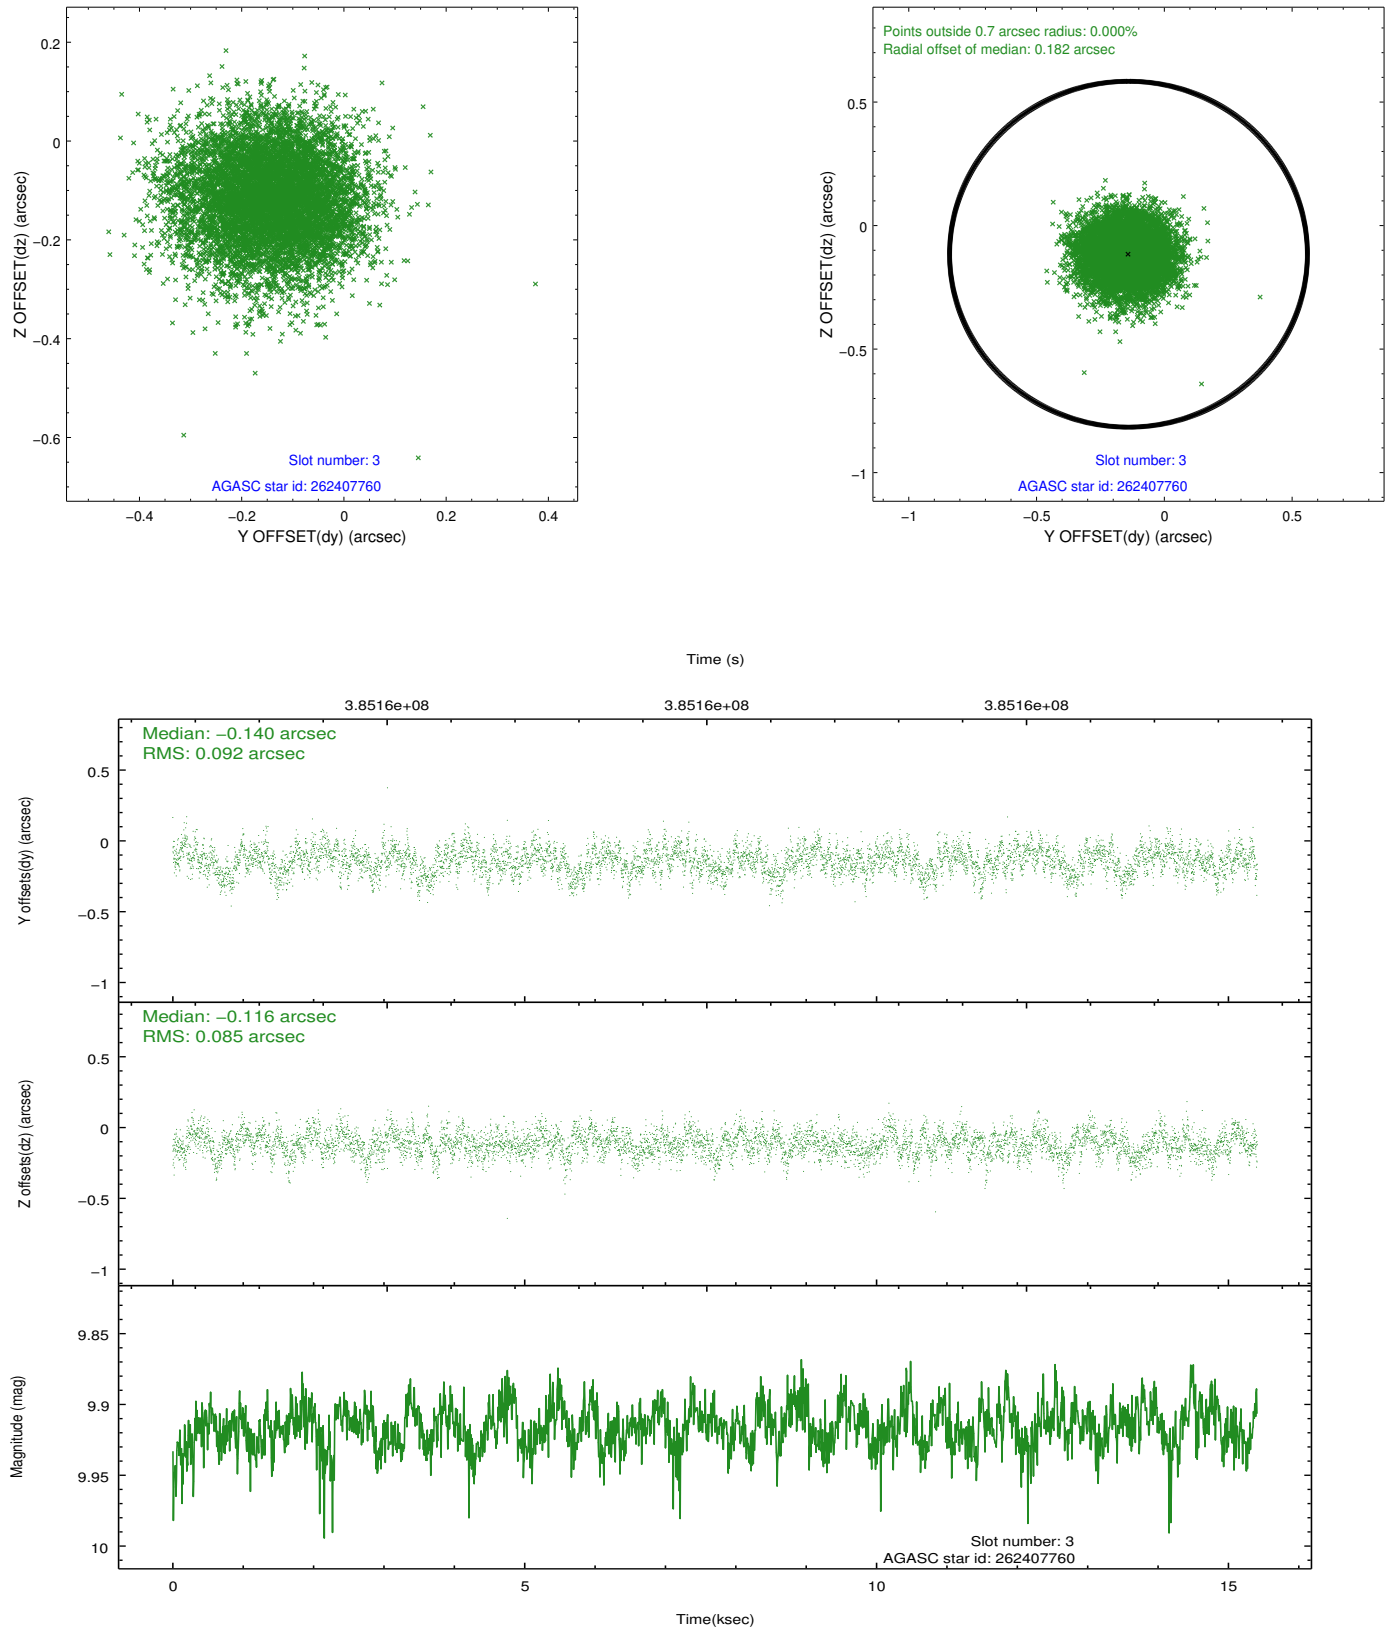 0.2
0
−0.2
−0.4
−0.6
Z OFFSET(dz) (arcsec)
Slot number: 3
AGASC star id: 262407760
−0.4 −0.2 0 0.2 0.4
Y OFFSET(dy) (arcsec)
Points outside 0.7 arcsec radius: 0.000%
Radial offset of median: 0.182 arcsec
0.5
0
−0.5
−1
Z OFFSET(dz) (arcsec)
Slot number: 3
AGASC star id: 262407760
−1 −0.5 0 0.5
Y OFFSET(dy) (arcsec)
Time (s)
3.8516e+08 3.8516e+08 3.8516e+08
Median: −0.140 arcsec
RMS: 0.092 arcsec
0.5
0
−0.5
−1
Y offsets(dy) (arcsec)
Median: −0.116 arcsec
RMS: 0.085 arcsec
0.5
0
−0.5
−1
Z offsets(dz) (arcsec)
9.85
9.9
9.95
10
Magnitude (mag)
Slot number: 3
AGASC star id: 262407760
0 5 10 15
Time(ksec)